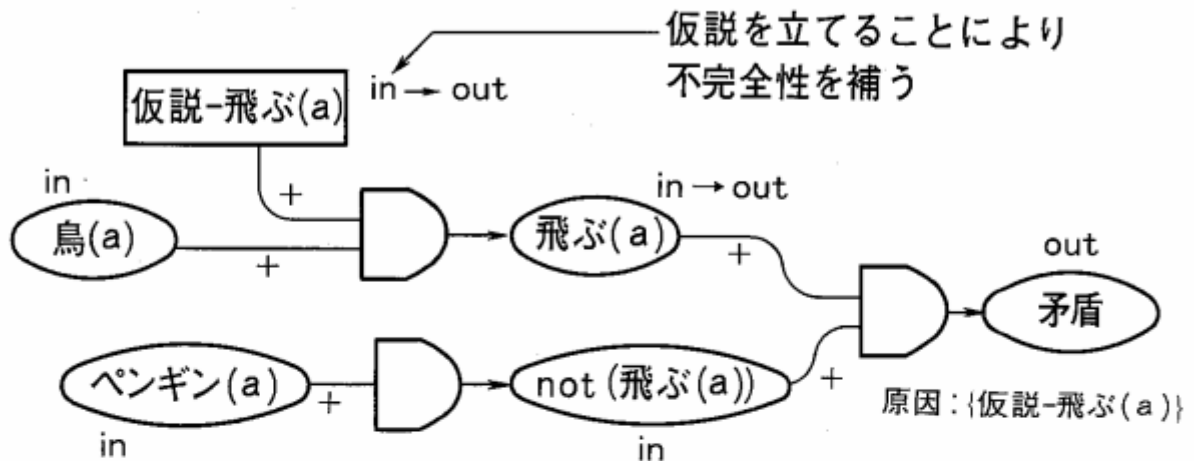 仮説を立てることにより
不完全性を補う
in → out
仮説-飛ぶ(a)
in
+
in → out
鳥(a)
+
飛ぶ(a)
+
out
矛盾
ペンギン(a)
+
not(飛ぶ(a))
+
原因:{仮説-飛ぶ(a)}
in
in